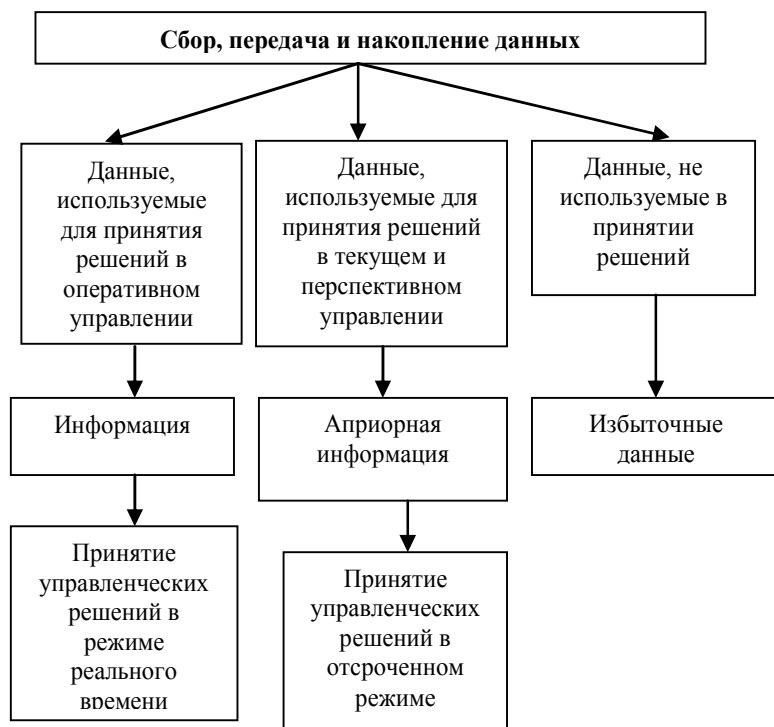 Сбор, передача и накопление данных
Данные,
используемые
для принятия
решений в
оперативном
управлении
Данные,
используемые для
принятия решений
в текущем и
перспективном
управлении
Данные, не
используемые в
принятии
решений
Информация
Априорная
информация
Избыточные
данные
Принятие
управленческих
решений в
режиме
реального
времени
Принятие
управленческих
решений в
отсроченном
режиме